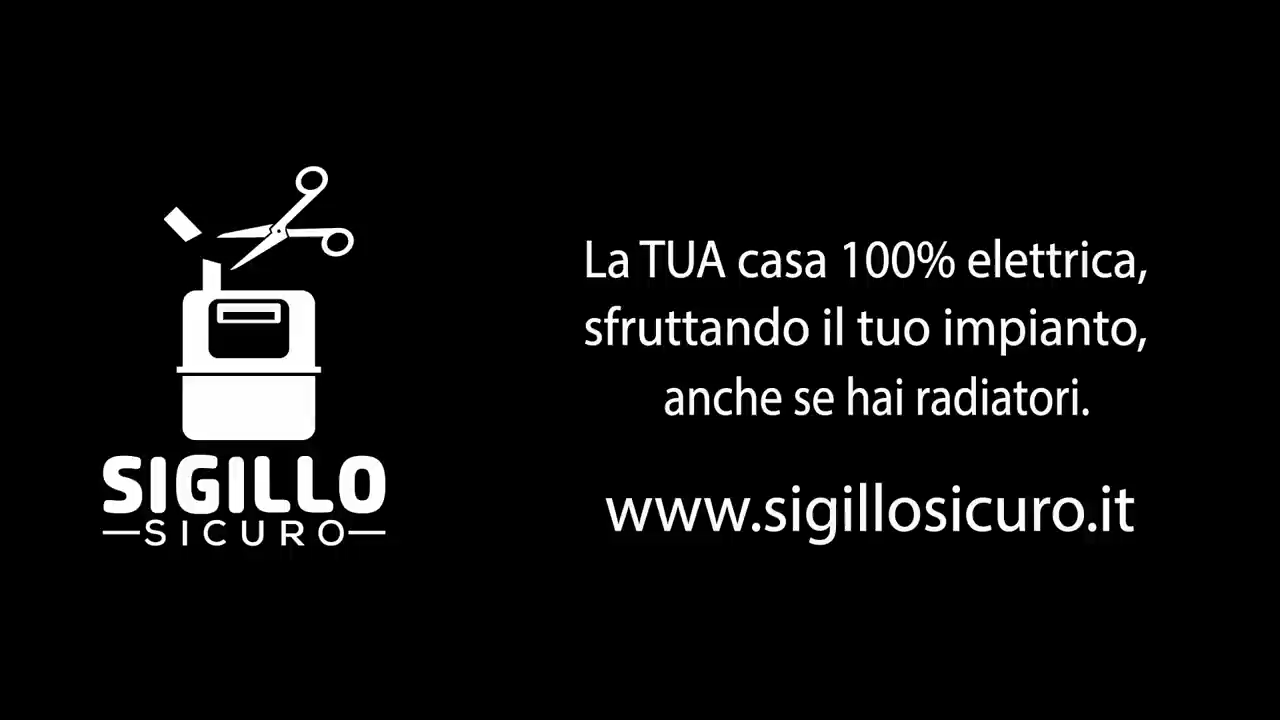 SIGILLO
SICURO
La TUA casa 100% elettrica,
sfruttando il tuo impianto,
anche se hai radiatori.
www.sigillosicuro.it